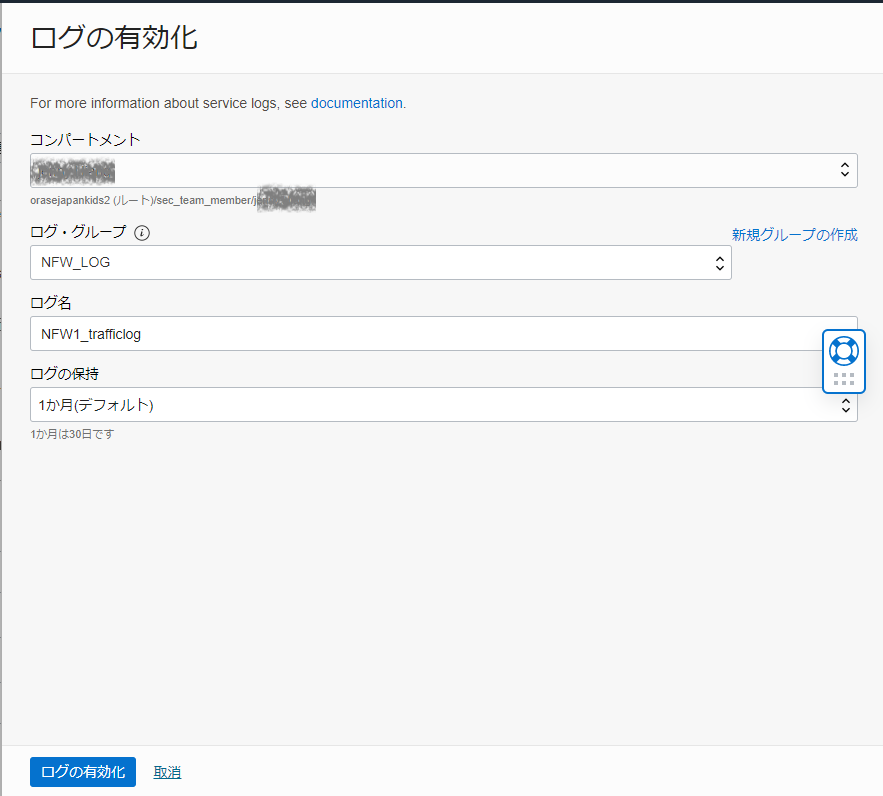 ログの有効化
For more information about service logs, see documentation.
コンパートメント
orasejapankids2 (ルート)/sec_team_member/
ログ・グループ
新規グループの作成
NFW_LOG
ログ名
NFW1_trafficlog
ログの保持
1か月(デフォルト)
1か月は30日です
ログの有効化 取消